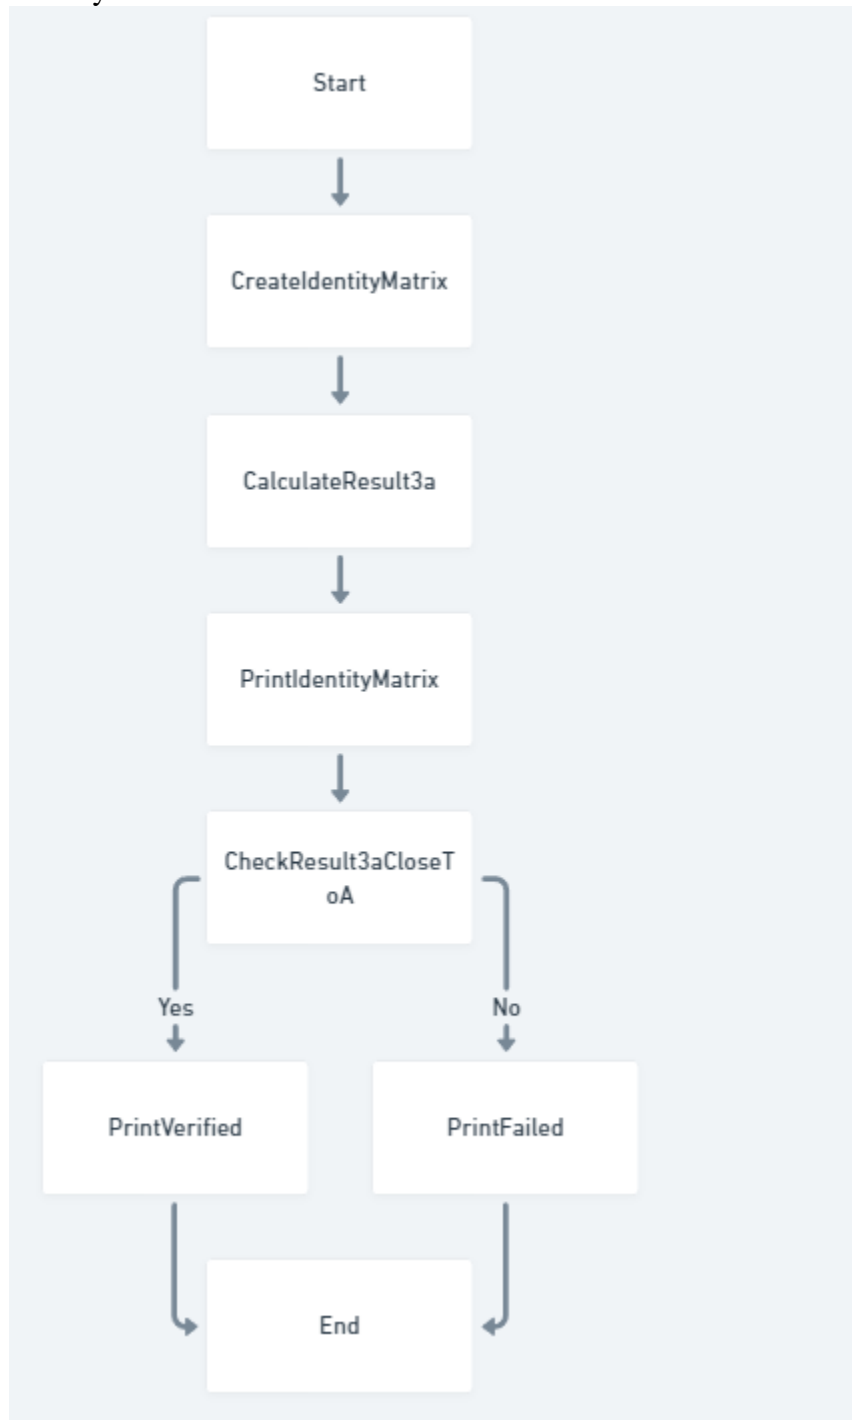 Start
CreateIdentityMatrix
CalculateResult3a
PrintIdentityMatrix
CheckResult3aCloseT
oA
Yes
No
PrintVerified
PrintFailed
End